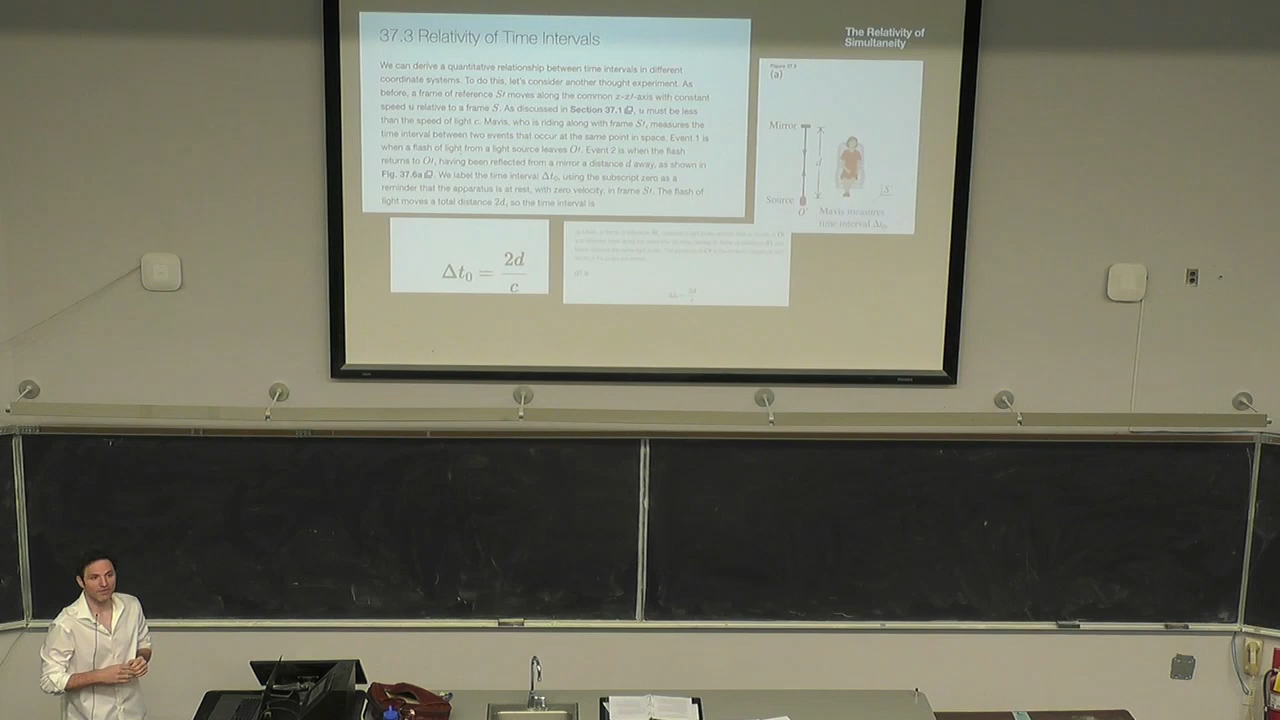 37.3 Relativity of Time Intervals
We can derive a quantitative relationship between time intervals in different
coordinate systems. To do this, let's consider another thought experiment. As
before, a frame of reference S′ moves along the common x-x′-axis with constant
speed u relative to a frame S. As discussed in Section 37.1, u must be less
than the speed of light c. Mavis, who is riding along with frame S′, measures the
time interval between two events that occur at the same point in space. Event 1 is
when a flash of light from a light source leaves O′. Event 2 is when the flash
returns to O′, having been reflected from a mirror a distance d away, as shown in
Fig. 37.6a. We label the time interval Δt₀, using the subscript zero as a
reminder that the apparatus is at rest, with zero velocity, in frame S′. The flash of
light moves a total distance 2d, so the time interval is
Δt₀ = 2d/c
The Relativity of
Simultaneity
(a)
Mirror
d
Source
O′
S′
Mavis measures
time interval Δt₀.